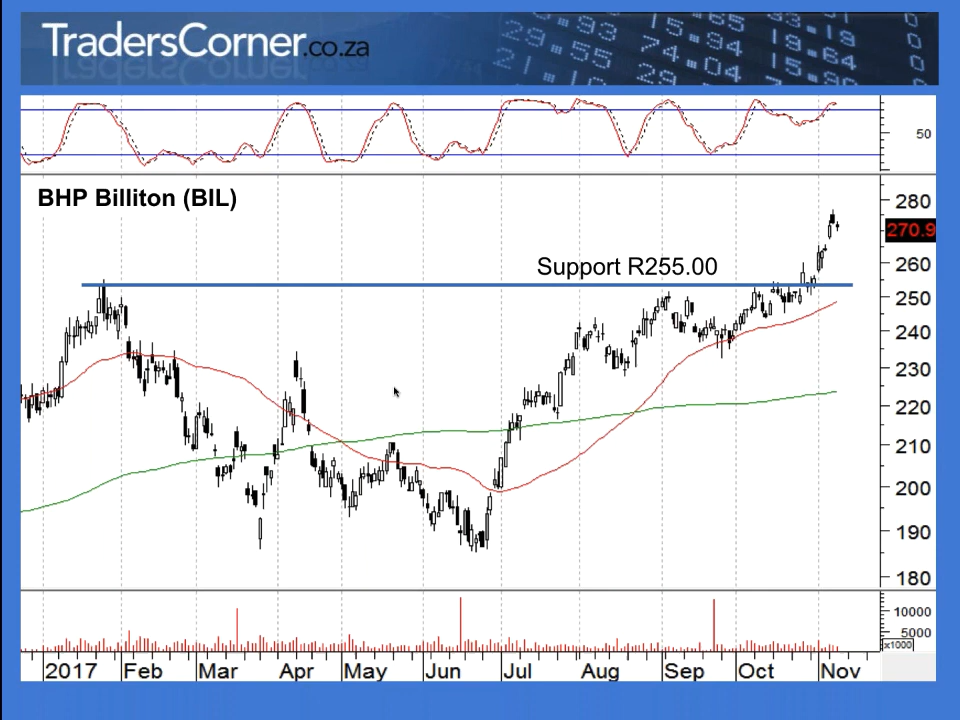 TradersCorner.co.za
50
BHP Billiton (BIL)
280
270.9
Support R255.00
260
250
240
230
220
210
200
190
180
10000
5000
x1000
2017 Feb Mar Apr May Jun Jul Aug Sep Oct Nov